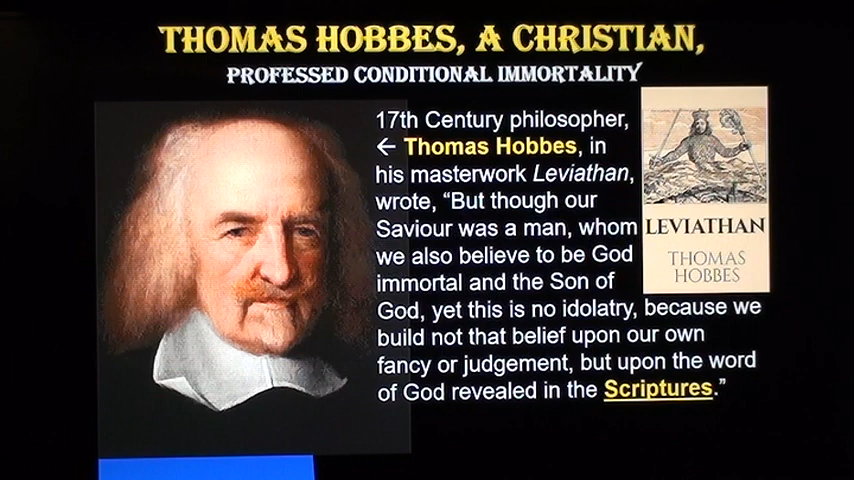 THOMAS HOBBES, A CHRISTIAN,
PROFESSED CONDITIONAL IMMORTALITY
17th Century philosopher,
← Thomas Hobbes, in
his masterwork Leviathan,
wrote, “But though our
Saviour was a man, whom
we also believe to be God
immortal and the Son of
God, yet this is no idolatry, because we
build not that belief upon our own
fancy or judgement, but upon the word
of God revealed in the Scriptures.”
LEVIATHAN
THOMAS
HOBBES